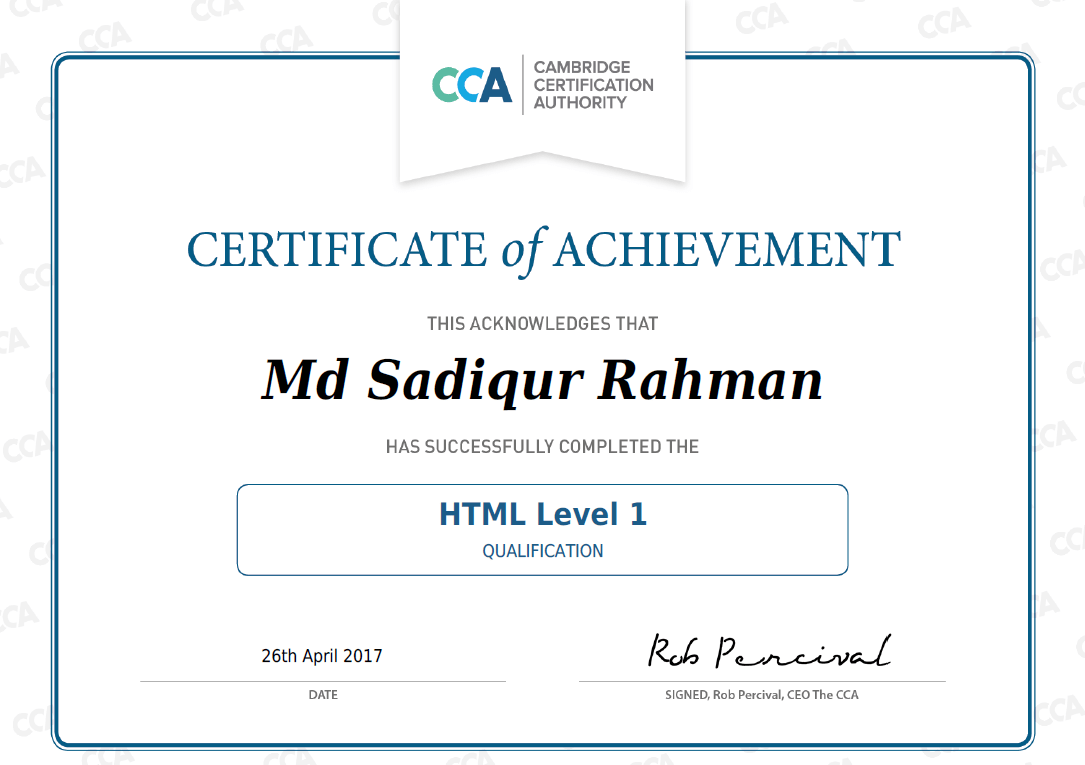 CCA
CAMBRIDGE
CERTIFICATION
AUTHORITY
CERTIFICATE of ACHIEVEMENT
THIS ACKNOWLEDGES THAT
Md Sadiqur Rahman
HAS SUCCESSFULLY COMPLETED THE
HTML Level 1
QUALIFICATION
26th April 2017
Rob Percival
DATE
SIGNED, Rob Percival, CEO The CCA